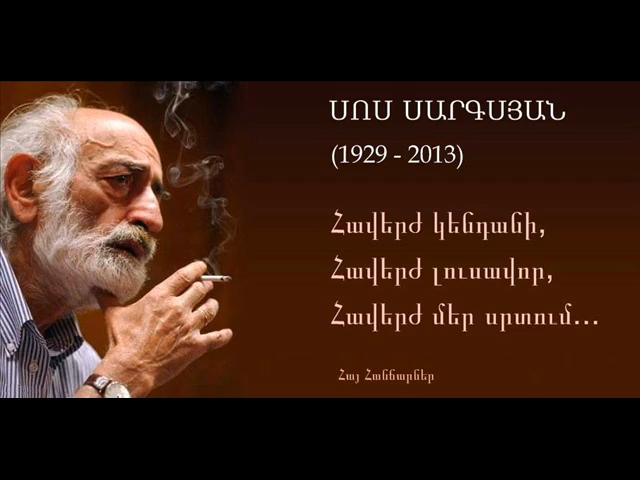 ՍՈՍ ՍԱՐԳՍՅԱՆ
(1929 - 2013)
Հավերժ կենդանի,
Հավերժ լուսավոր,
Հավերժ մեր սրտում...
Հայ Հանճարներ